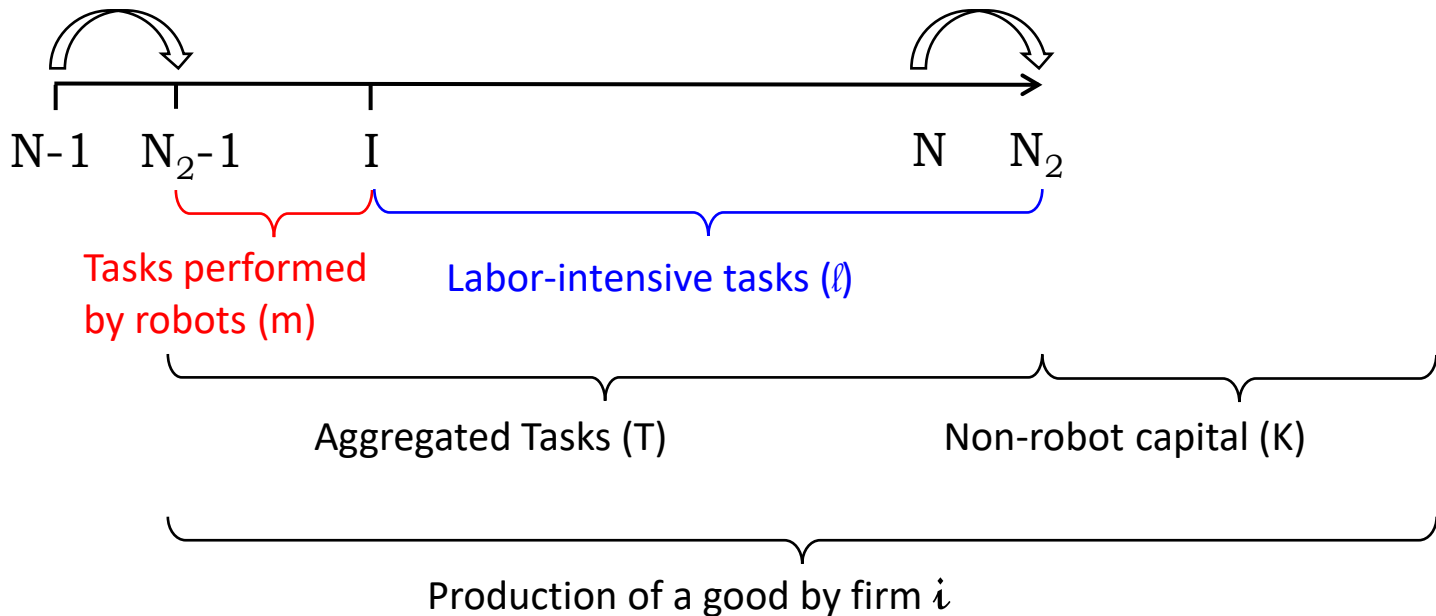 N-1 N₂-1 I N N₂
Tasks performed
by robots (m)
Labor-intensive tasks (ℓ)
Aggregated Tasks (T)
Non-robot capital (K)
Production of a good by firm 𝒊